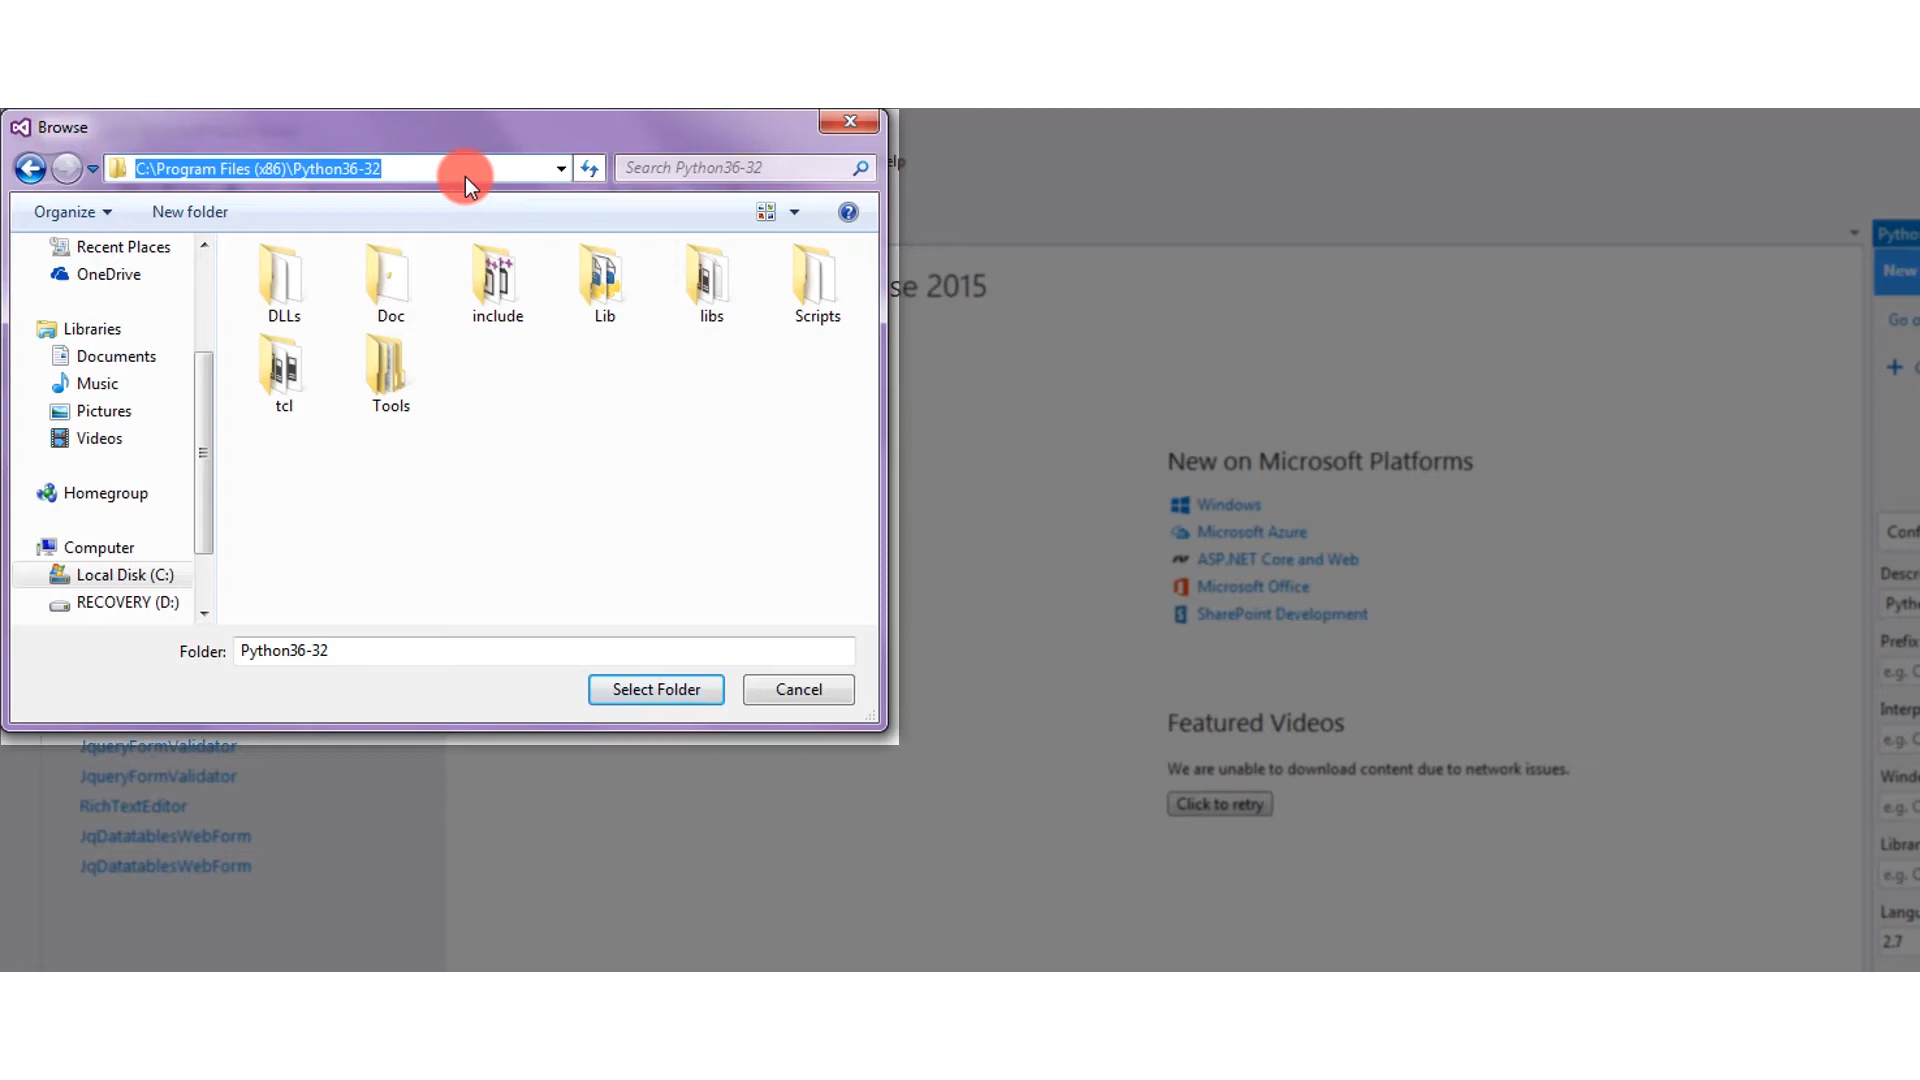 Browse
C:\Program Files (x86)\Python36-32
Search Python36-32
Organize
New folder
Recent Places
OneDrive
Libraries
Documents
Music
Pictures
Videos
Homegroup
Computer
Local Disk (C:)
RECOVERY (D:)
DLLs
Doc
include
Lib
libs
Scripts
tcl
Tools
Folder:
Python36-32
Select Folder
Cancel
2015
New on Microsoft Platforms
Windows
Microsoft Azure
ASP.NET Core and Web
Microsoft Office
SharePoint Development
Featured Videos
We are unable to download content due to network issues.
Click to retry
JqueryFormValidator
JqueryFormValidator
RichTextEditor
JqDatatablesWebForm
JqDatatablesWebForm
New
Prefix
e.g.
e.g.
e.g.
e.g.
2.7